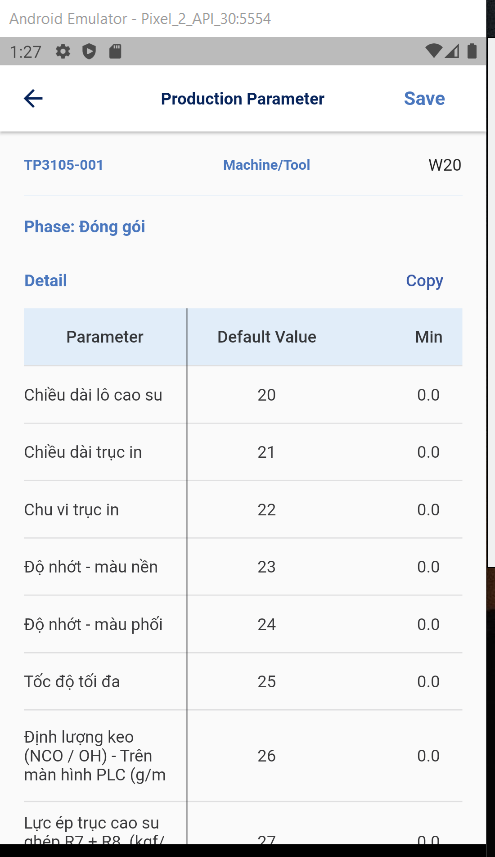 Android Emulator - Pixel_2_API_30:5554
1:27
Production Parameter Save
TP3105-001 Machine/Tool W20
Phase: Đóng gói
Detail Copy
Parameter Default Value Min
Chiều dài lô cao su 20 0.0
Chiều dài trục in 21 0.0
Chu vi trục in 22 0.0
Độ nhớt - màu nền 23 0.0
Độ nhớt - màu phối 24 0.0
Tốc độ tối đa 25 0.0
Định lượng keo
(NCO / OH) - Trên 26 0.0
màn hình PLC (g/m
Lực ép trục cao su
ghép R7 + R8 (kgf/ 27 0.0